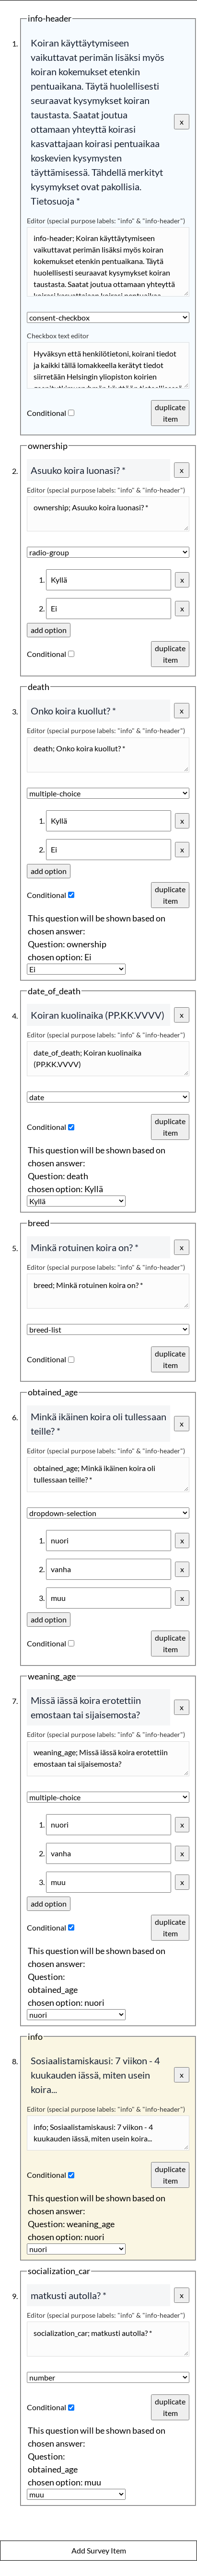 info-header
1.
Koiran käyttäytymiseen
vaikuttavat perimän lisäksi myös
koiran kokemukset etenkin
pentuaikana. Täytä huolellisesti
seuraavat kysymykset koiran
taustasta. Saatat joutua
ottamaan yhteyttä koirasi
kasvattajaan koirasi pentuaikaa
koskevien kysymysten
täyttämisessä. Tähdellä merkityt
kysymykset ovat pakollisia.
Tietosuoja *
x
Editor (special purpose labels: "info" & "info-header")
info-header; Koiran käyttäytymiseen
vaikuttavat perimän lisäksi myös
koiran kokemukset etenkin
pentuaikana. Täytä huolellisesti
seuraavat kysymykset koiran
taustasta. Saatat joutua ottamaan
yhteyttä koirasi kasvattajaan koirasi
pentuaikaa koskevien kysymysten
consent-checkbox
Checkbox text editor
Hyväksyn että henkilötietoni, koirani tiedot
ja kaikki tällä lomakkeella kerätyt tiedot
siirretään Helsingin yliopiston koirien
Conditional
duplicate
item
ownership
2.
Asuuko koira luonasi? *
x
Editor (special purpose labels: "info" & "info-header")
ownership; Asuuko koira luonasi? *
radio-group
1. Kyllä x
2. Ei x
add option
Conditional
duplicate
item
death
3.
Onko koira kuollut? *
x
Editor (special purpose labels: "info" & "info-header")
death; Onko koira kuollut? *
multiple-choice
1. Kyllä x
2. Ei x
add option
Conditional
duplicate
item
This question will be shown based on
chosen answer:
Question: ownership
chosen option: Ei
Ei
date_of_death
4.
Koiran kuolinaika (PP.KK.VVVV)
x
Editor (special purpose labels: "info" & "info-header")
date_of_death; Koiran kuolinaika
(PP.KK.VVVV)
date
Conditional
duplicate
item
This question will be shown based on
chosen answer:
Question: death
chosen option: Kyllä
Kyllä
breed
5.
Minkä rotuinen koira on? *
x
Editor (special purpose labels: "info" & "info-header")
breed; Minkä rotuinen koira on? *
breed-list
Conditional
duplicate
item
obtained_age
6.
Minkä ikäinen koira oli tullessaan
teille? *
x
Editor (special purpose labels: "info" & "info-header")
obtained_age; Minkä ikäinen koira oli
tullessaan teille? *
dropdown-selection
1. nuori x
2. vanha x
3. muu x
add option
Conditional
duplicate
item
weaning_age
7.
Missä iässä koira erotettiin
emostaan tai sijaisemosta?
x
Editor (special purpose labels: "info" & "info-header")
weaning_age; Missä iässä koira erotettiin
emostaan tai sijaisemosta?
multiple-choice
1. nuori x
2. vanha x
3. muu x
add option
Conditional
duplicate
item
This question will be shown based on
chosen answer:
Question:
obtained_age
chosen option: nuori
nuori
info
8.
Sosiaalistamiskausi: 7 viikon - 4
kuukauden iässä, miten usein
koira...
x
Editor (special purpose labels: "info" & "info-header")
info; Sosiaalistamiskausi: 7 viikon - 4
kuukauden iässä, miten usein koira...
Conditional
duplicate
item
This question will be shown based on
chosen answer:
Question: weaning_age
chosen option: nuori
nuori
socialization_car
9.
matkusti autolla? *
x
Editor (special purpose labels: "info" & "info-header")
socialization_car; matkusti autolla? *
number
Conditional
duplicate
item
This question will be shown based on
chosen answer:
Question:
obtained_age
chosen option: muu
muu
Add Survey Item